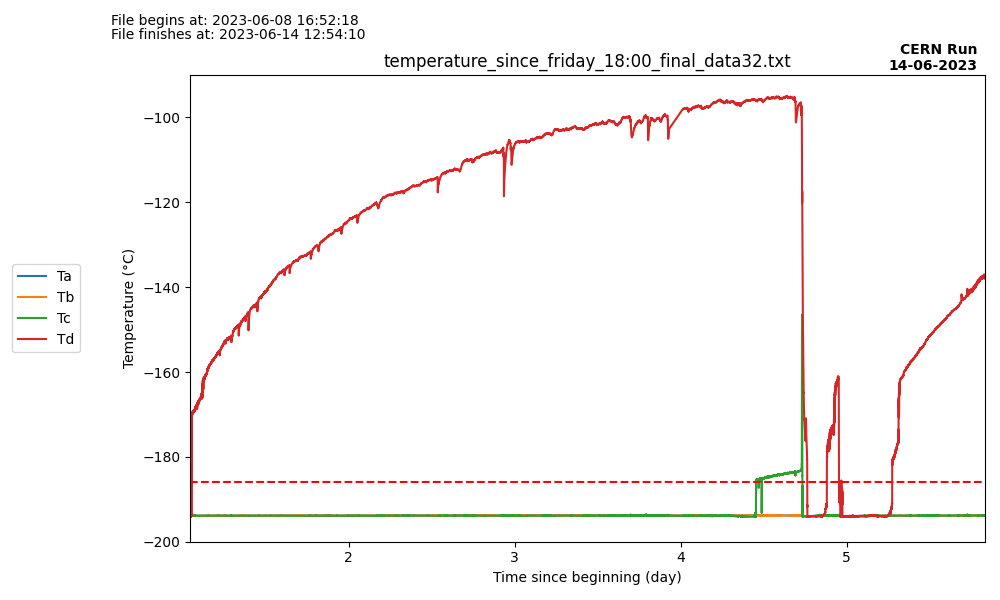 File begins at: 2023-06-08 16:52:18
File finishes at: 2023-06-14 12:54:10
CERN Run
14-06-2023
temperature_since_friday_18:00_final_data32.txt
Temperature (°C)
−100
−120
−140
−160
−180
−200
Ta
Tb
Tc
Td
2
3
4
5
Time since beginning (day)